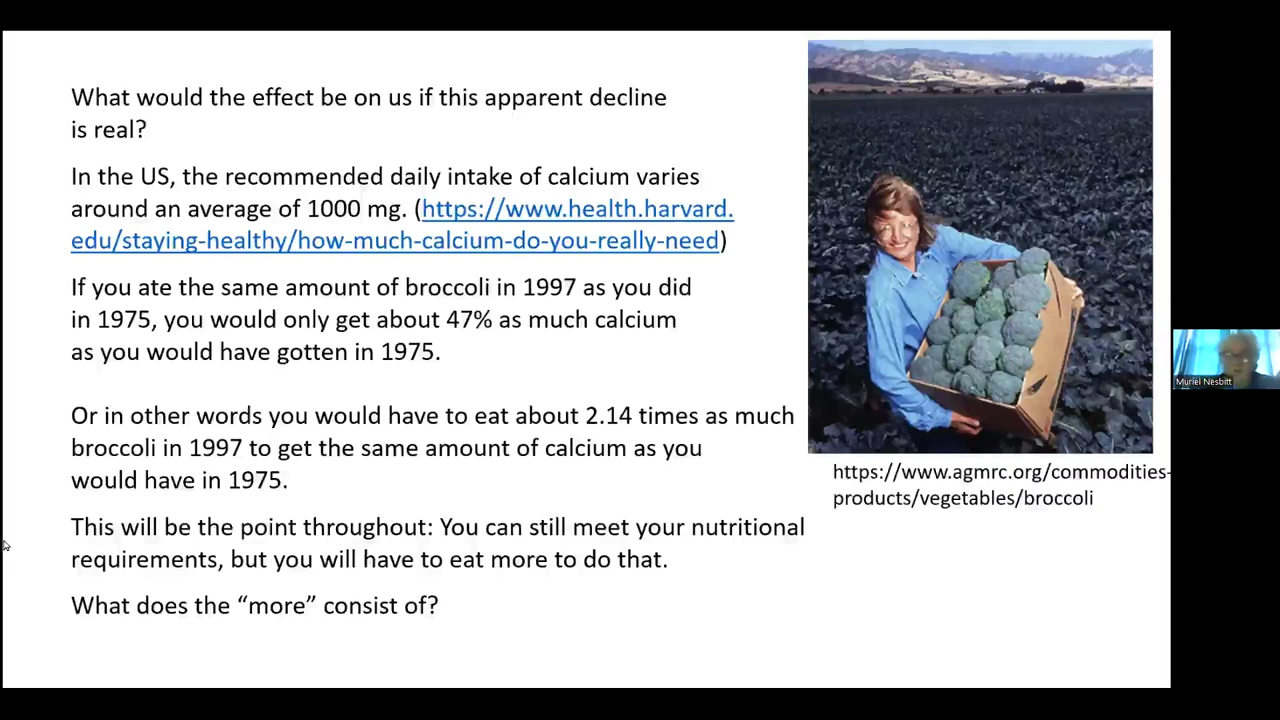 What would the effect be on us if this apparent decline
is real?
In the US, the recommended daily intake of calcium varies
around an average of 1000 mg. (https://www.health.harvard.
edu/staying-healthy/how-much-calcium-do-you-really-need)
If you ate the same amount of broccoli in 1997 as you did
in 1975, you would only get about 47% as much calcium
as you would have gotten in 1975.
Or in other words you would have to eat about 2.14 times as much
broccoli in 1997 to get the same amount of calcium as you
would have in 1975.
This will be the point throughout: You can still meet your nutritional
requirements, but you will have to eat more to do that.
What does the “more” consist of?
https://www.agmrc.org/commodities-
products/vegetables/broccoli
Muriel Nesbitt